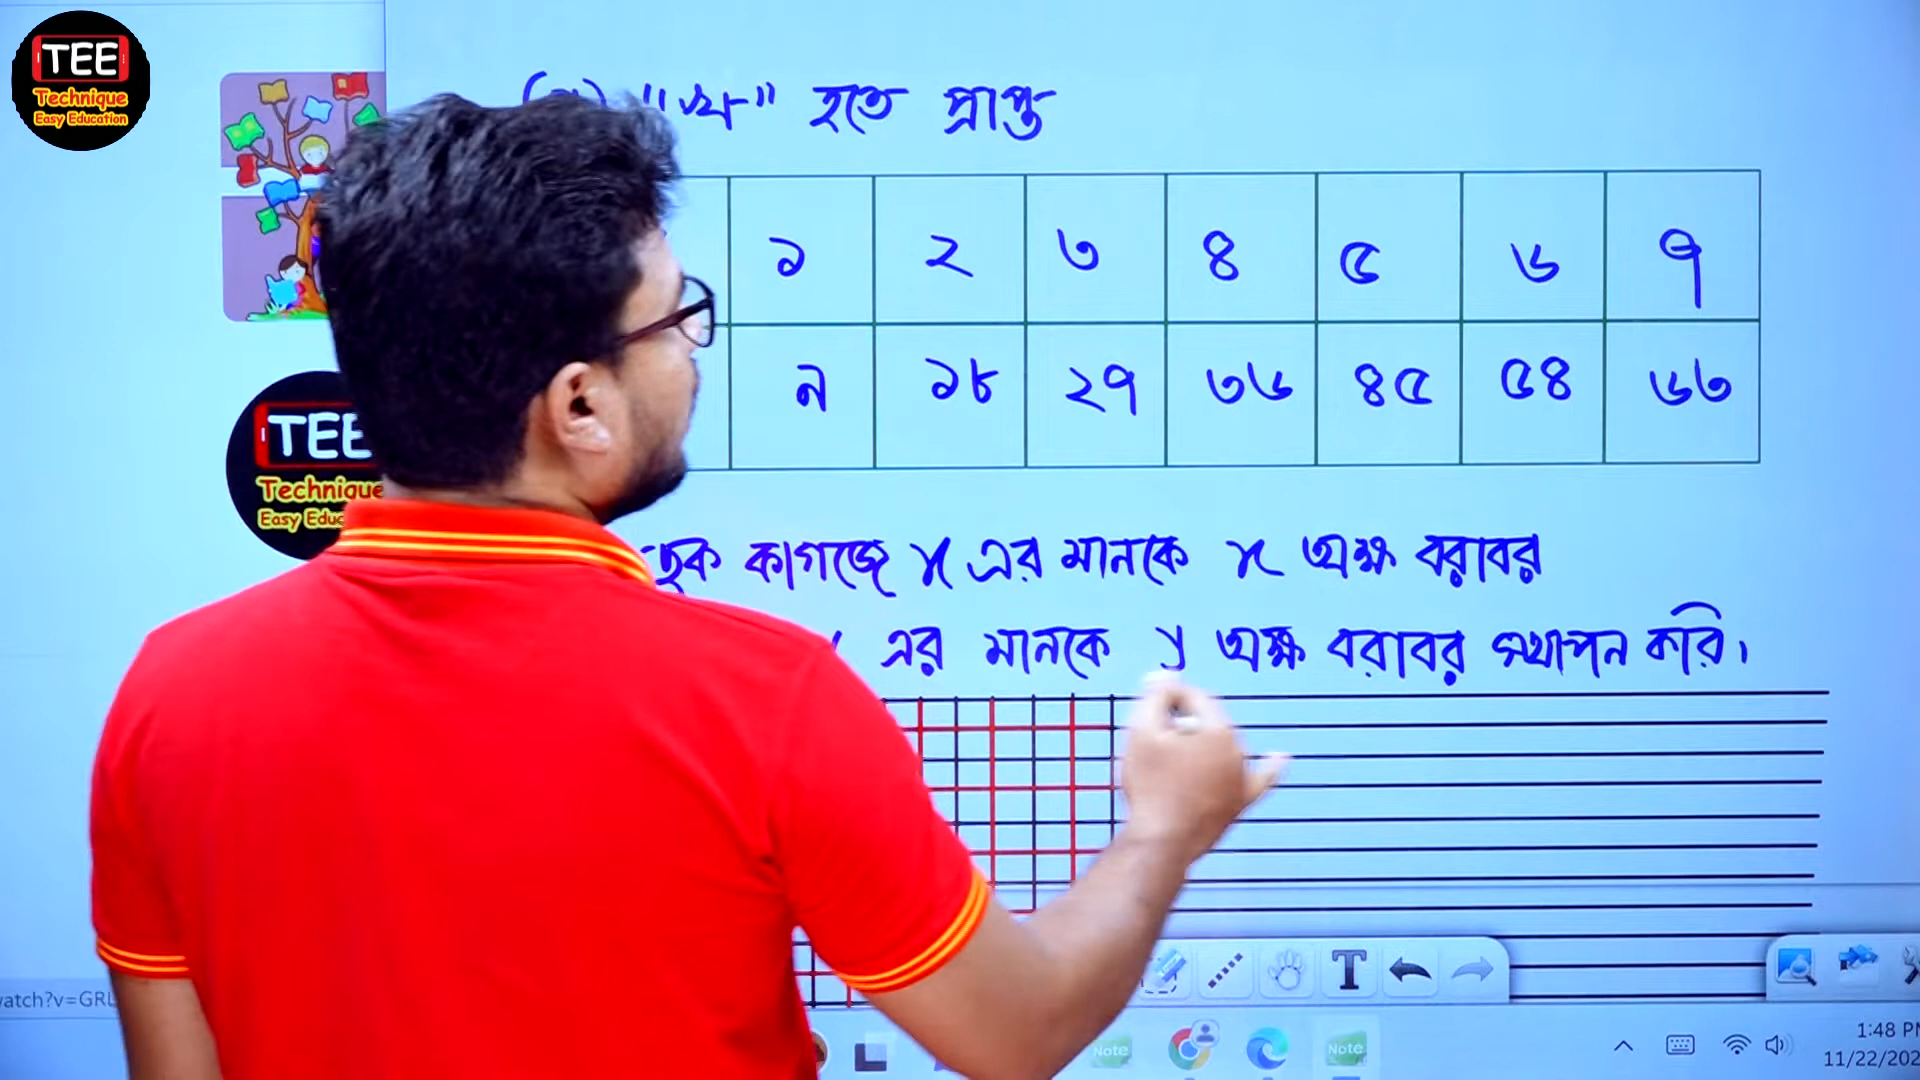 TEE
Technique
Easy Education
"খ" হতে প্রাপ্ত
১ ২ ৩ ৪ ৫ ৬ ৭
৯ ১৮ ২৭ ৩৬ ৪৫ ৫৪ ৬৩
TEE
Technique
ছক কাগজে x এর মানকে x অক্ষ বরাবর
এর মানকে y অক্ষ বরাবর স্থাপন করি।
T
Note
Note
1:48
11/22/202